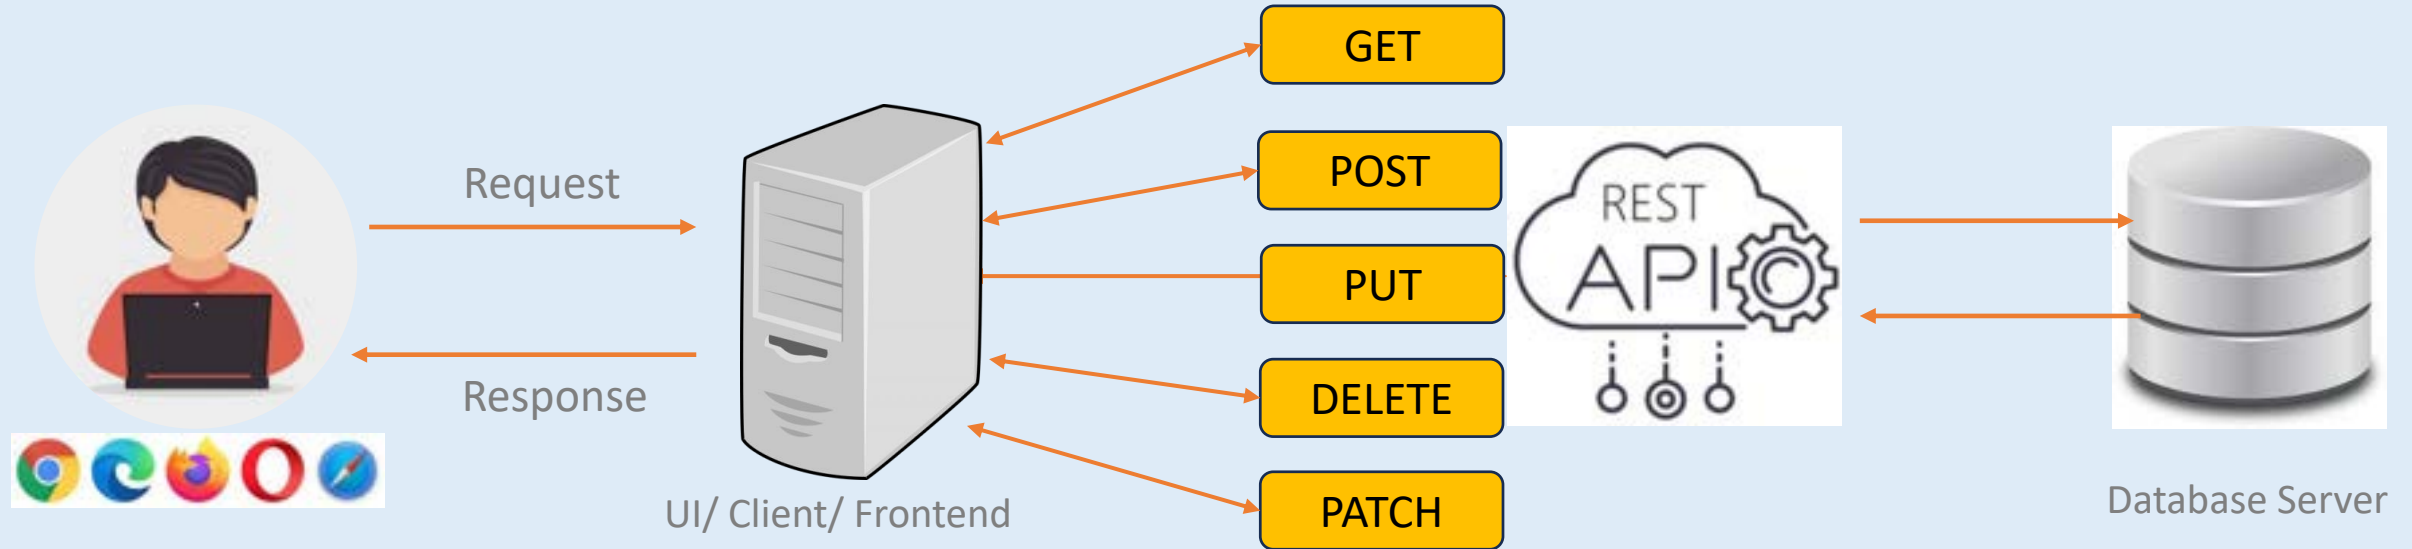 GET
POST
PUT
DELETE
PATCH
Request
Response
UI/ Client/ Frontend
REST
API
Database Server